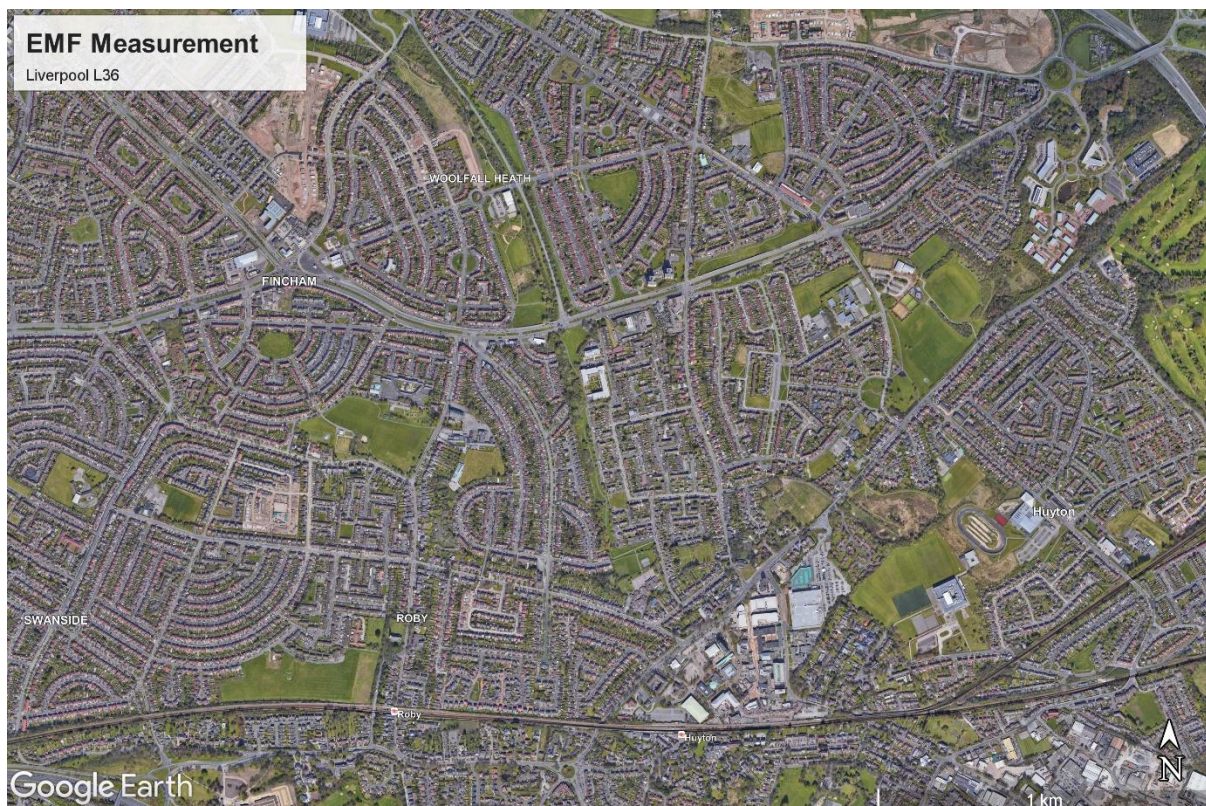 EMF Measurement
Liverpool L36
WOOLFALL HEATH
FINCHAM
Huyton
SWANSIDE
ROBY
Roby
Huyton
N
Google Earth
1 km